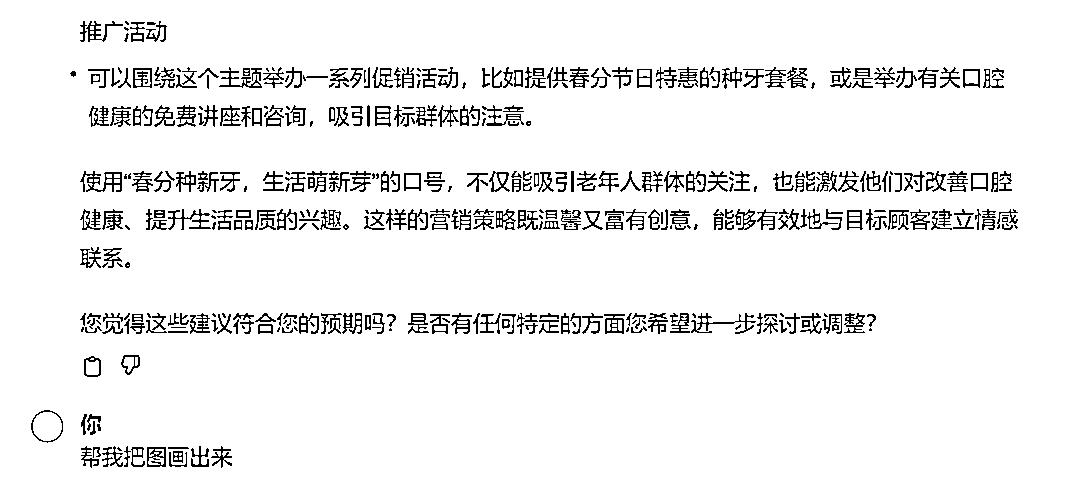 推广活动
• 可以围绕这个主题举办一系列促销活动，比如提供春分节日特惠的种牙套餐，或是举办有关口腔
健康的免费讲座和咨询，吸引目标群体的注意。
使用“春分种新牙，生活萌新芽”的口号，不仅能吸引老年人群体的关注，也能激发他们对改善口腔
健康、提升生活品质的兴趣。这样的营销策略既温馨又富有创意，能够有效地与目标顾客建立情感
联系。
您觉得这些建议符合您的预期吗？是否有任何特定的方面您希望进一步探讨或调整？
你
帮我把图画出来